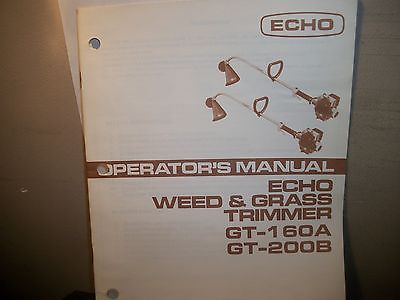 ECHO
OPERATOR'S MANUAL
ECHO
WEED & GRASS
TRIMMER
GT-160A
GT-200B